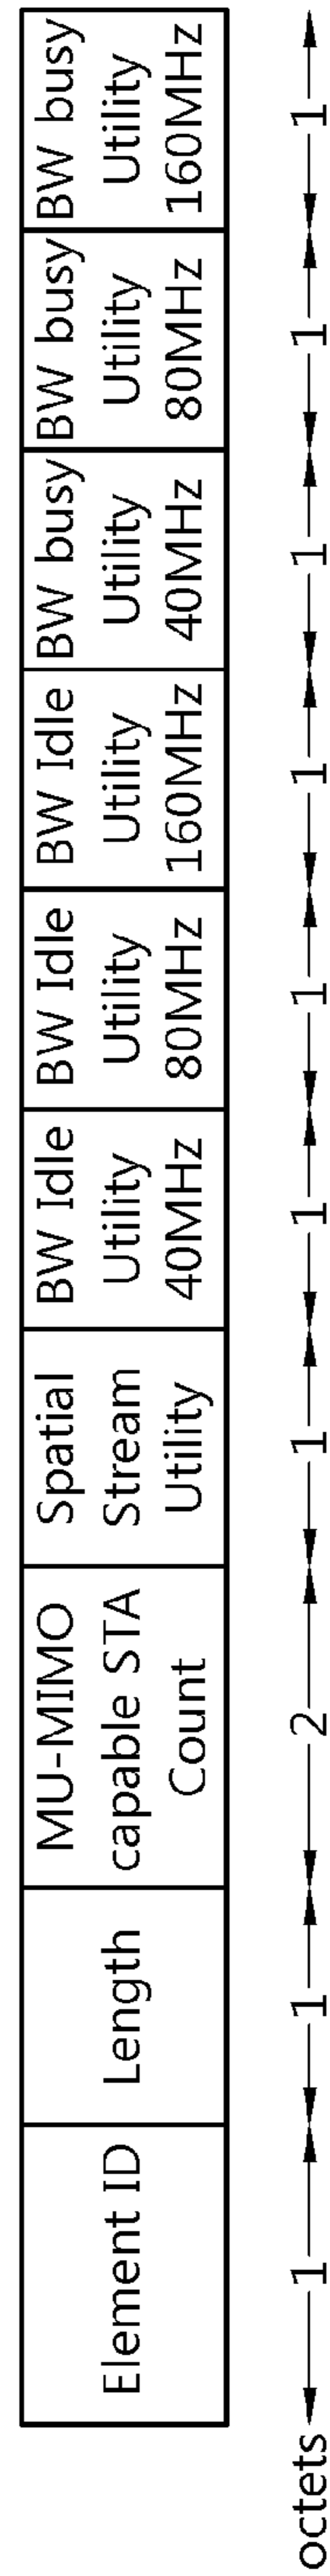 Element ID
Length
MU-MIMO
capable STA
Count
Spatial
Stream
Utility
BW Idle
Utility
40MHz
BW Idle
Utility
80MHz
BW Idle
Utility
160MHz
BW busy
Utility
40MHz
BW busy
Utility
80MHz
BW busy
Utility
160MHz
octets 1 1 2 1 1 1 1 1 1 1